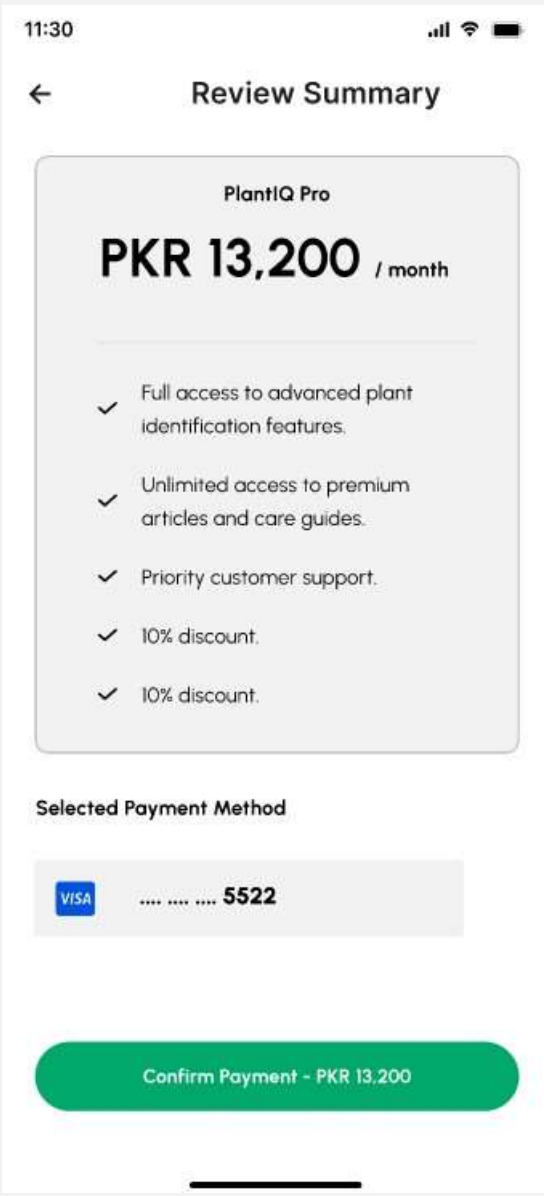 11:30
Review Summary
PlantIQ Pro
PKR 13,200 / month
Full access to advanced plant
identification features.
Unlimited access to premium
articles and care guides.
Priority customer support.
10% discount.
10% discount.
Selected Payment Method
VISA .... .... .... 5522
Confirm Payment - PKR 13,200